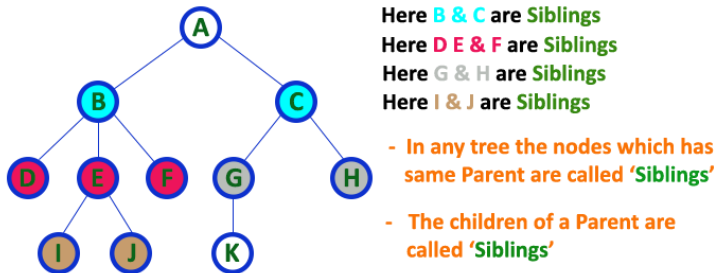 A
B
C
D
E
F
G
H
I
J
K
Here B & C are Siblings
Here D E & F are Siblings
Here G & H are Siblings
Here I & J are Siblings
- In any tree the nodes which has
same Parent are called ‘Siblings’
- The children of a Parent are
called ‘Siblings’